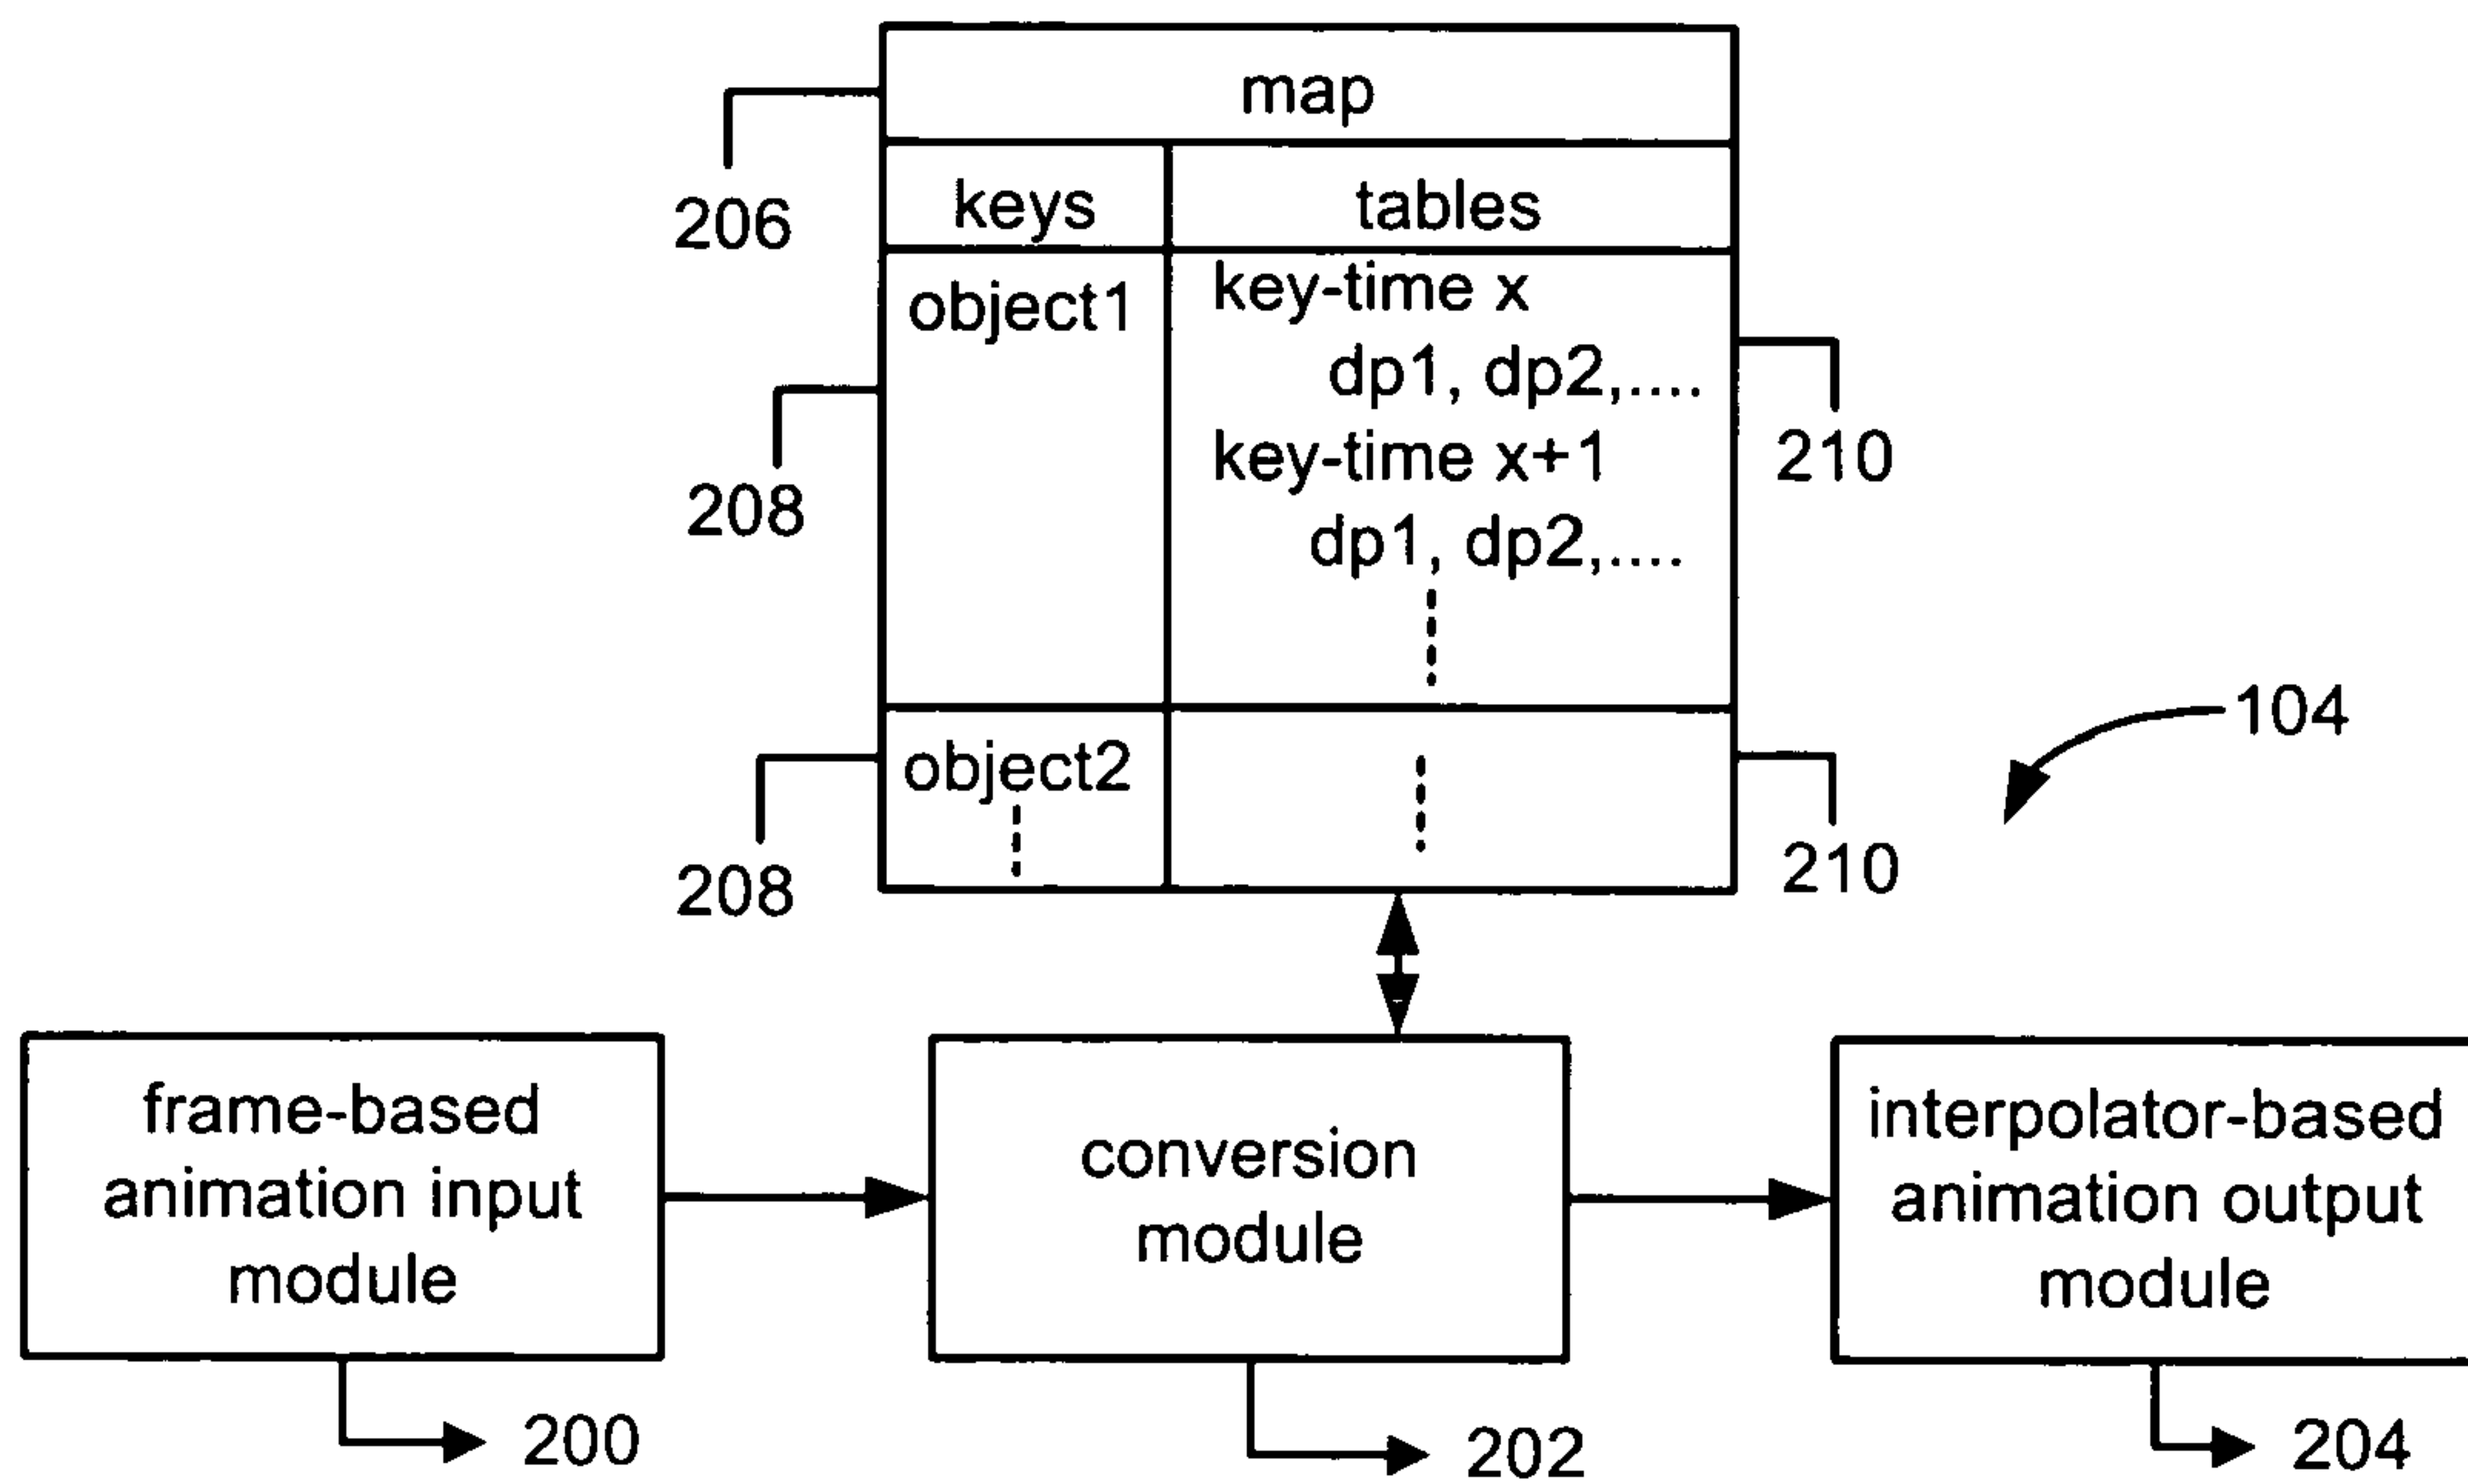 map
206
keys
tables
object1
key-time x
dp1, dp2,....
key-time x+1
dp1, dp2,....
208
210
object2
208
210
104
frame-based
animation input
module
conversion
module
interpolator-based
animation output
module
200
202
204